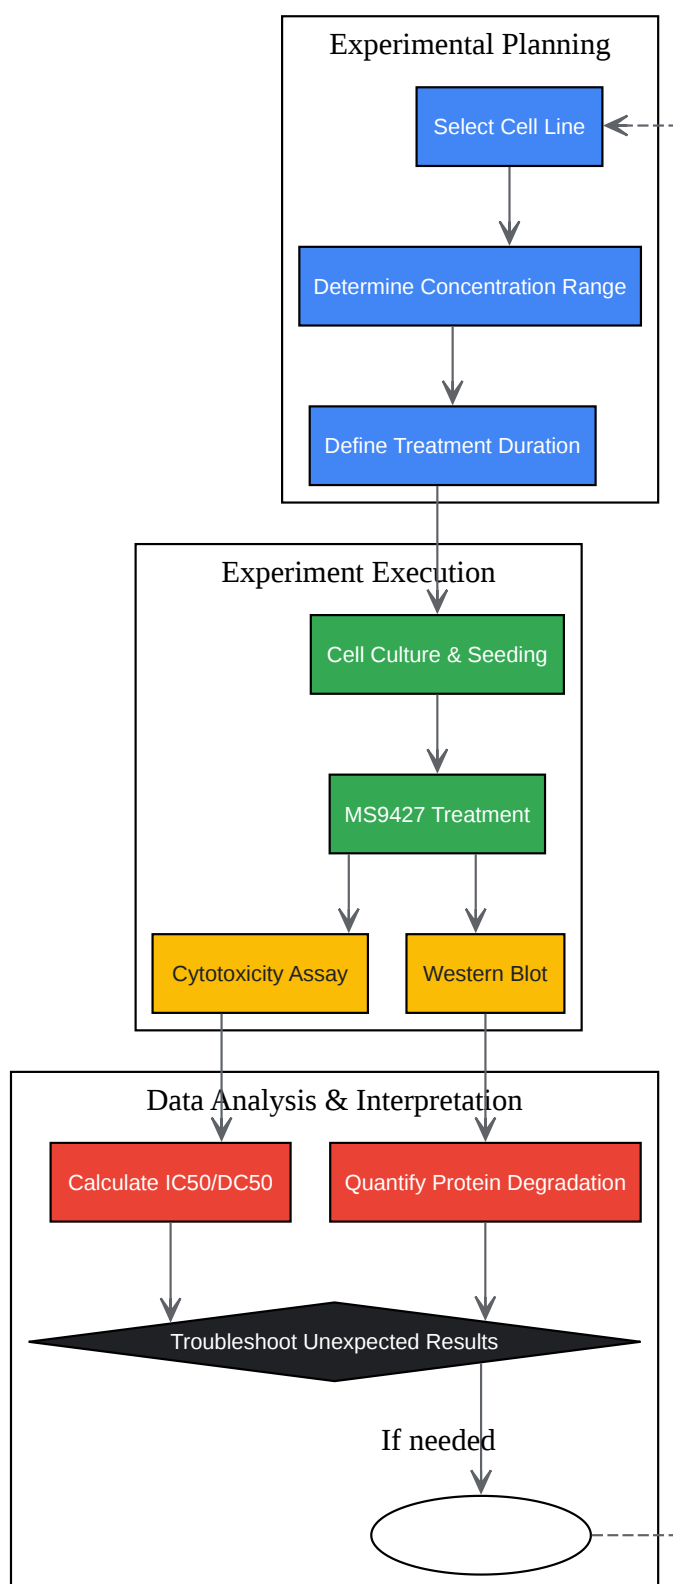 Experimental Planning
Select Cell Line
Determine Concentration Range
Define Treatment Duration
Experiment Execution
Cell Culture & Seeding
MS9427 Treatment
Cytotoxicity Assay
Western Blot
Data Analysis & Interpretation
Calculate IC50/DC50
Quantify Protein Degradation
Troubleshoot Unexpected Results
If needed